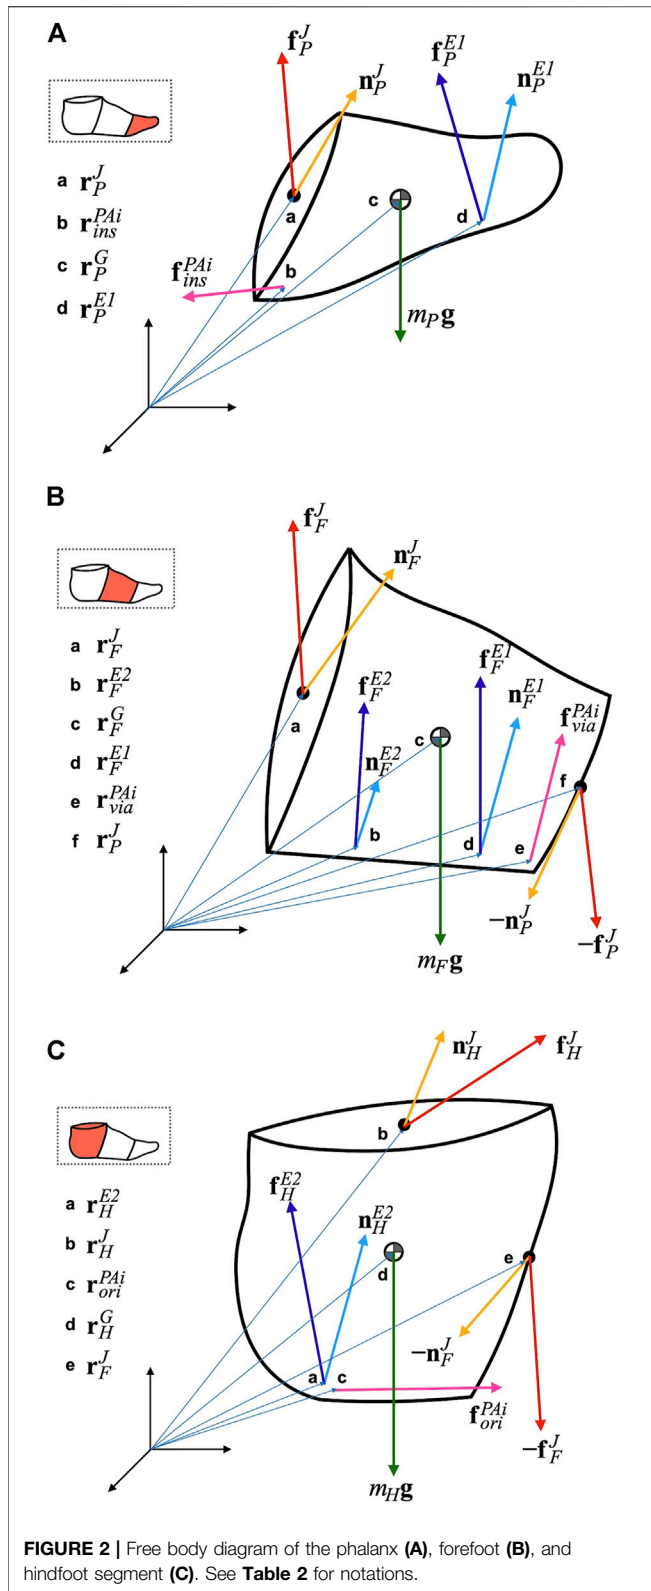 A
f_P^J
f_P^{E1}
n_P^J
n_P^{E1}
a r_P^J
b r_{ins}^{PAi}
c r_P^G
d r_P^{E1}
c
a
d
b
f_{ins}^{PAi}
m_P g
B
f_F^J
n_F^J
a r_F^J
b r_F^{E2}
c r_F^G
d r_F^{E1}
e r_{via}^{PAi}
f r_P^J
f_F^{E2}
f_F^{E1}
n_F^{E1}
f_{via}^{PAi}
a
c
n_F^{E2}
f
b
d
e
−n_P^J
−f_P^J
m_F g
C
n_H^J
f_H^J
b
a r_H^{E2}
b r_H^J
c r_{ori}^{PAi}
d r_H^G
e r_F^J
f_H^{E2}
n_H^{E2}
d
e
−n_F^J
a
c
f_{ori}^{PAi}
−f_F^J
m_H g
FIGURE 2 | Free body diagram of the phalanx (A), forefoot (B), and
hindfoot segment (C). See Table 2 for notations.